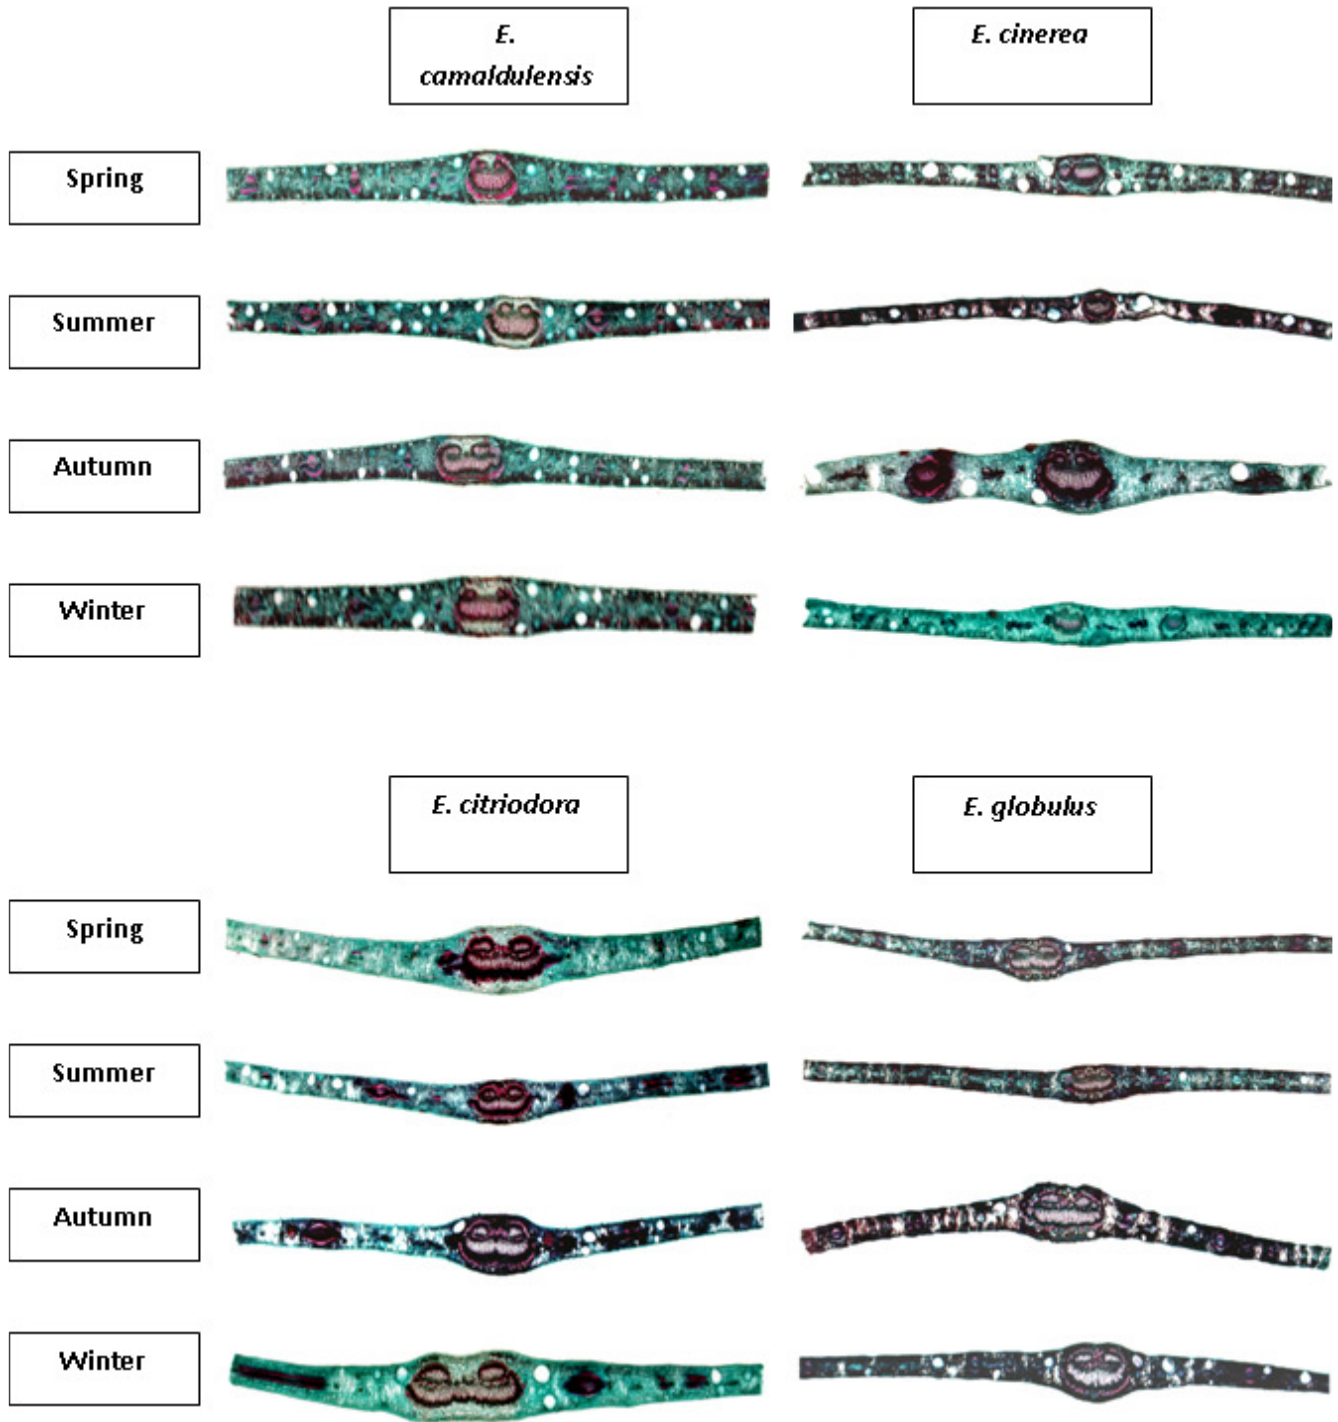 E.
camaldulensis
E. cinerea
Spring
Summer
Autumn
Winter
E. citriodora
E. globulus
Spring
Summer
Autumn
Winter